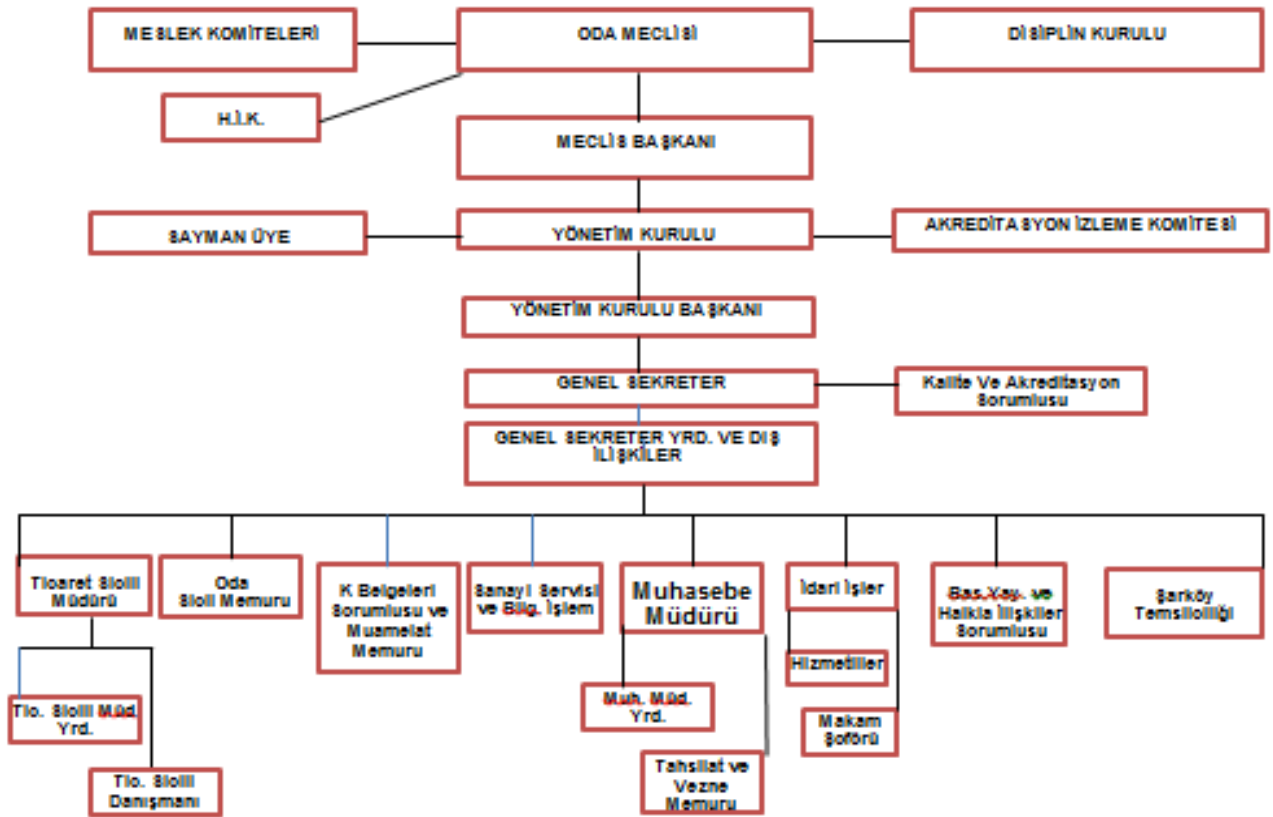 MESLEK KOMİTELERİ
ODA MECLİSİ
DİSİPLİN KURULU
H.İ.K.
MECLİS BAŞKANI
SAYMAN ÜYE
YÖNETİM KURULU
AKREDİTASYON İZLEME KOMİTESİ
YÖNETİM KURULU BAŞKANI
GENEL SEKRETER
Kalite Ve Akreditasyon
Sorumlusu
GENEL SEKRETER YRD. VE DIŞ
İLİŞKİLER
Ticaret Sicili
Müdürü
Oda
Sicil Memuru
K Belgeleri
Sorumlusu ve
Muamelat
Memuru
Sanayi Servisi
ve Bilg. İşlem
Muhasebe
Müdürü
İdari İşler
Bas.Yay. ve
Halkla İlişkiler
Sorumlusu
Şarköy
Temsilciliği
Tic. Sicili Müd.
Yrd.
Tic. Sicili
Danışmanı
Muh. Müd.
Yrd.
Tahsilat ve
Vezne
Memuru
Hizmetliler
Makam
Şoförü